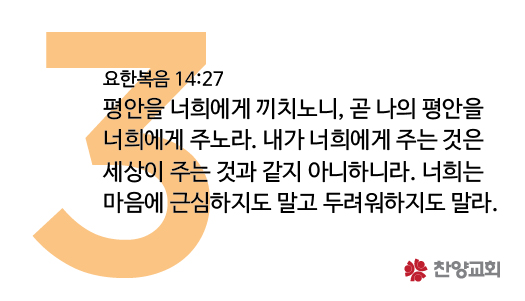 3
요한복음 14:27
평안을 너희에게 끼치노니, 곧 나의 평안을
너희에게 주노라. 내가 너희에게 주는 것은
세상이 주는 것과 같지 아니하니라. 너희는
마음에 근심하지도 말고 두려워하지도 말라.
찬양교회